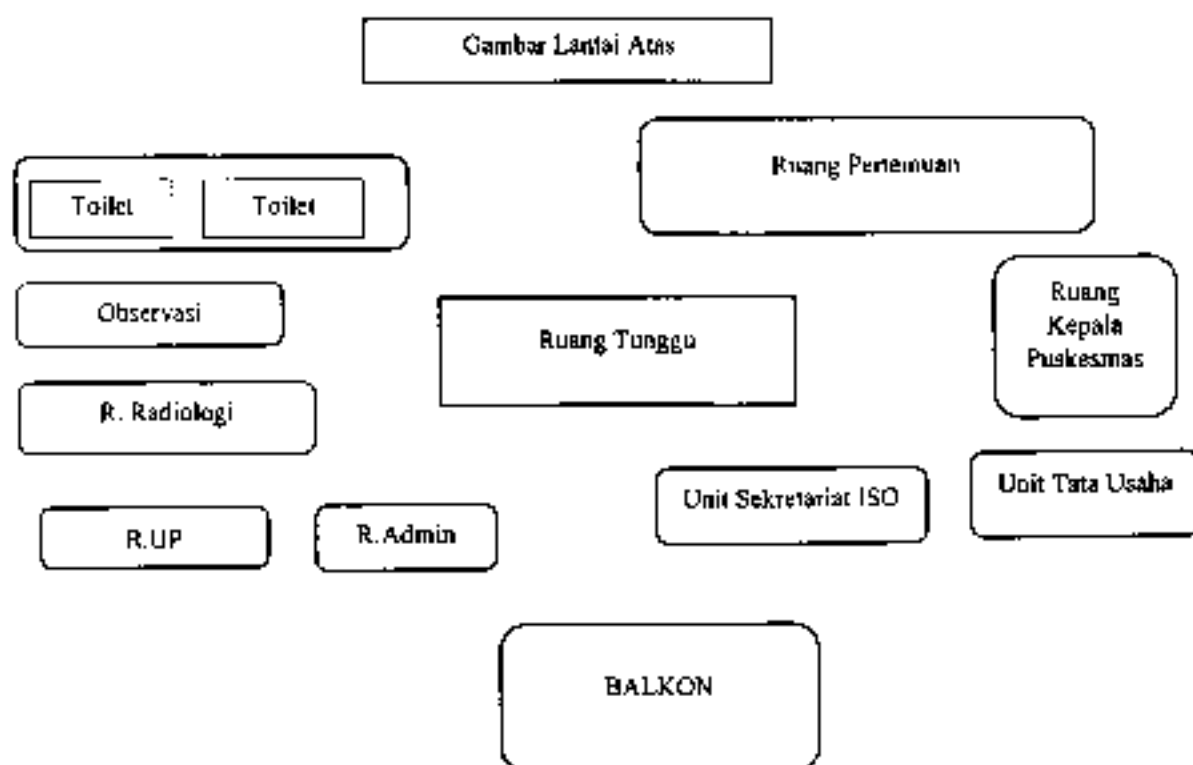 Gambar Lantai Atas
Ruang Pertemuan
Toilet
Toilet
Observasi
Ruang Tunggu
Ruang
Kepala
Puskesmas
R. Radiologi
Unit Sekretariat ISO
Unit Tata Usaha
R.UP
R.Admin
BALKON